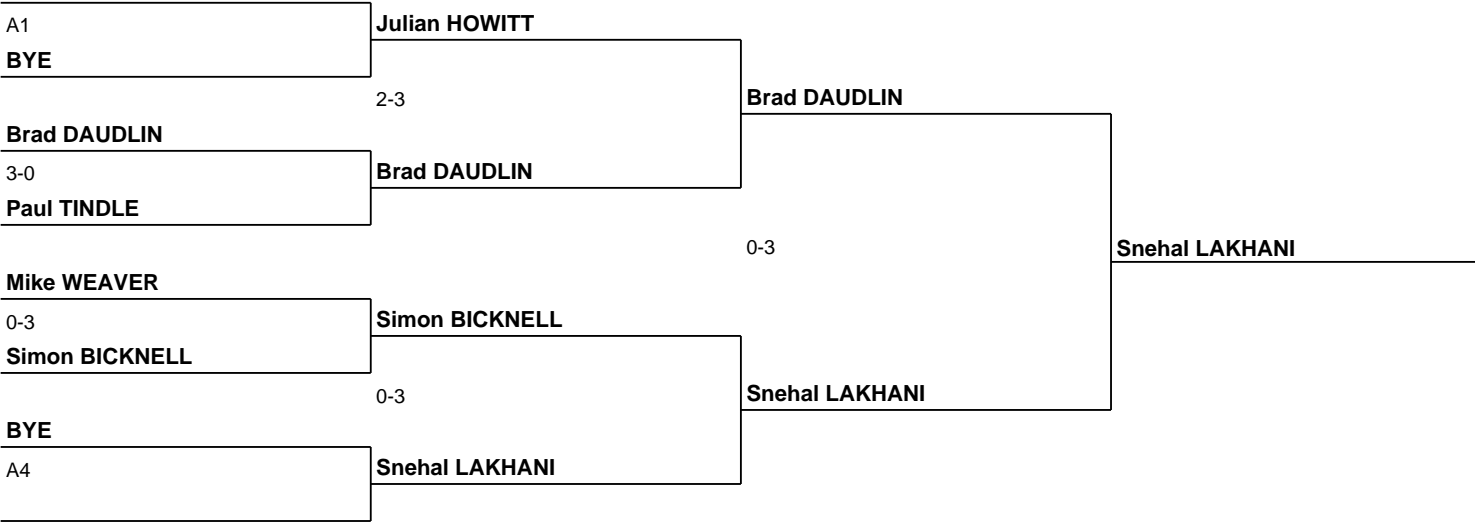 A1
BYE
Julian HOWITT
2-3
Brad DAUDLIN
Brad DAUDLIN
3-0
Paul TINDLE
Brad DAUDLIN
0-3
Snehal LAKHANI
Mike WEAVER
0-3
Simon BICKNELL
Simon BICKNELL
0-3
Snehal LAKHANI
BYE
A4
Snehal LAKHANI